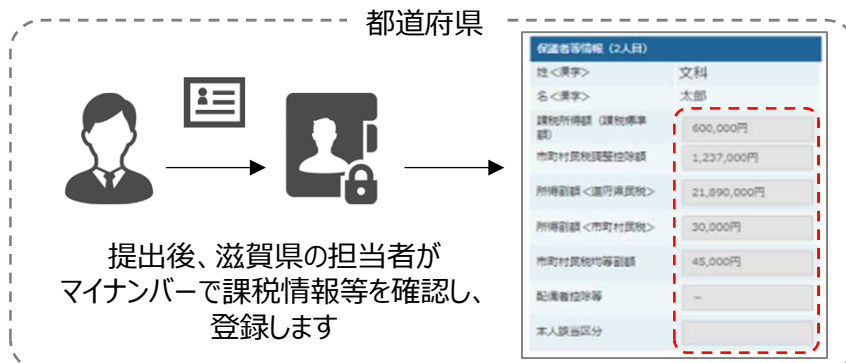 都道府県
保護者等情報（2人目）
姓<漢字> 文科
名<漢字> 太郎
課税所得額（課税標準
額） 600,000円
市町村民税調整控除額 1,237,000円
所得割額<道府県民税> 21,890,000円
所得割額<市町村民税> 30,000円
市町村民税均等割額 45,000円
配偶者控除等 −
本人該当区分
提出後、滋賀県の担当者が
マイナンバーで課税情報等を確認し、
登録します